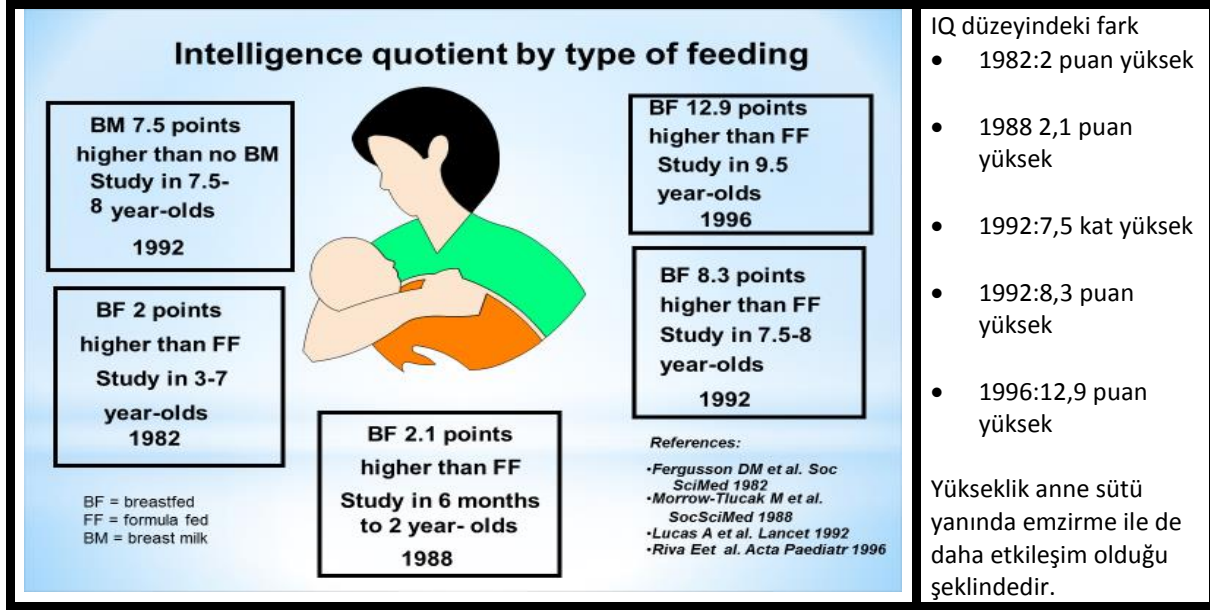 Intelligence quotient by type of feeding
BM 7.5 points
higher than no BM
Study in 7.5-
8 year-olds
1992
BF 2 points
higher than FF
Study in 3-7
year-olds
1982
BF = breastfed
FF = formula fed
BM = breast milk
BF 2.1 points
higher than FF
Study in 6 months
to 2 year- olds
1988
BF 12.9 points
higher than FF
Study in 9.5
year-olds
1996
BF 8.3 points
higher than FF
Study in 7.5-8
year-olds
1992
References:
•Fergusson DM et al. Soc
SciMed 1982
•Morrow-Tlucak M et al.
SocSciMed 1988
•Lucas A et al. Lancet 1992
•Riva Eet al. Acta Paediatr 1996
IQ düzeyindeki fark
• 1982:2 puan yüksek
• 1988 2,1 puan
yüksek
• 1992:7,5 kat yüksek
• 1992:8,3 puan
yüksek
• 1996:12,9 puan
yüksek
Yükseklik anne sütü
yanında emzirme ile de
daha etkileşim olduğu
şeklindedir.